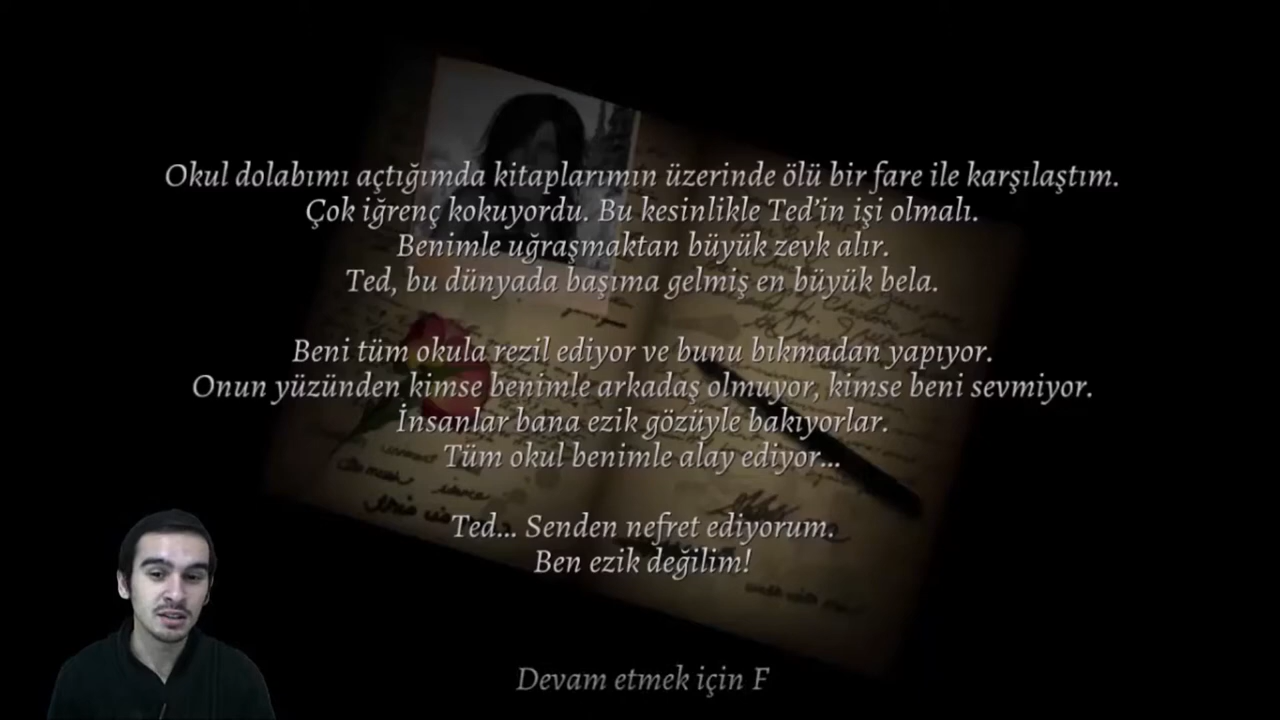 Okul dolabımı açtığımda kitaplarımın üzerinde ölü bir fare ile karşılaştım.
Çok iğrenç kokuyordu. Bu kesinlikle Ted'in işi olmalı.
Benimle uğraşmaktan büyük zevk alır.
Ted, bu dünyada başıma gelmiş en büyük bela.
Beni tüm okula rezil ediyor ve bunu bıkmadan yapıyor.
Onun yüzünden kimse benimle arkadaş olmuyor, kimse beni sevmiyor.
İnsanlar bana ezik gözüyle bakıyorlar.
Tüm okul benimle alay ediyor...
Ted... Senden nefret ediyorum.
Ben ezik değilim!
Devam etmek için F